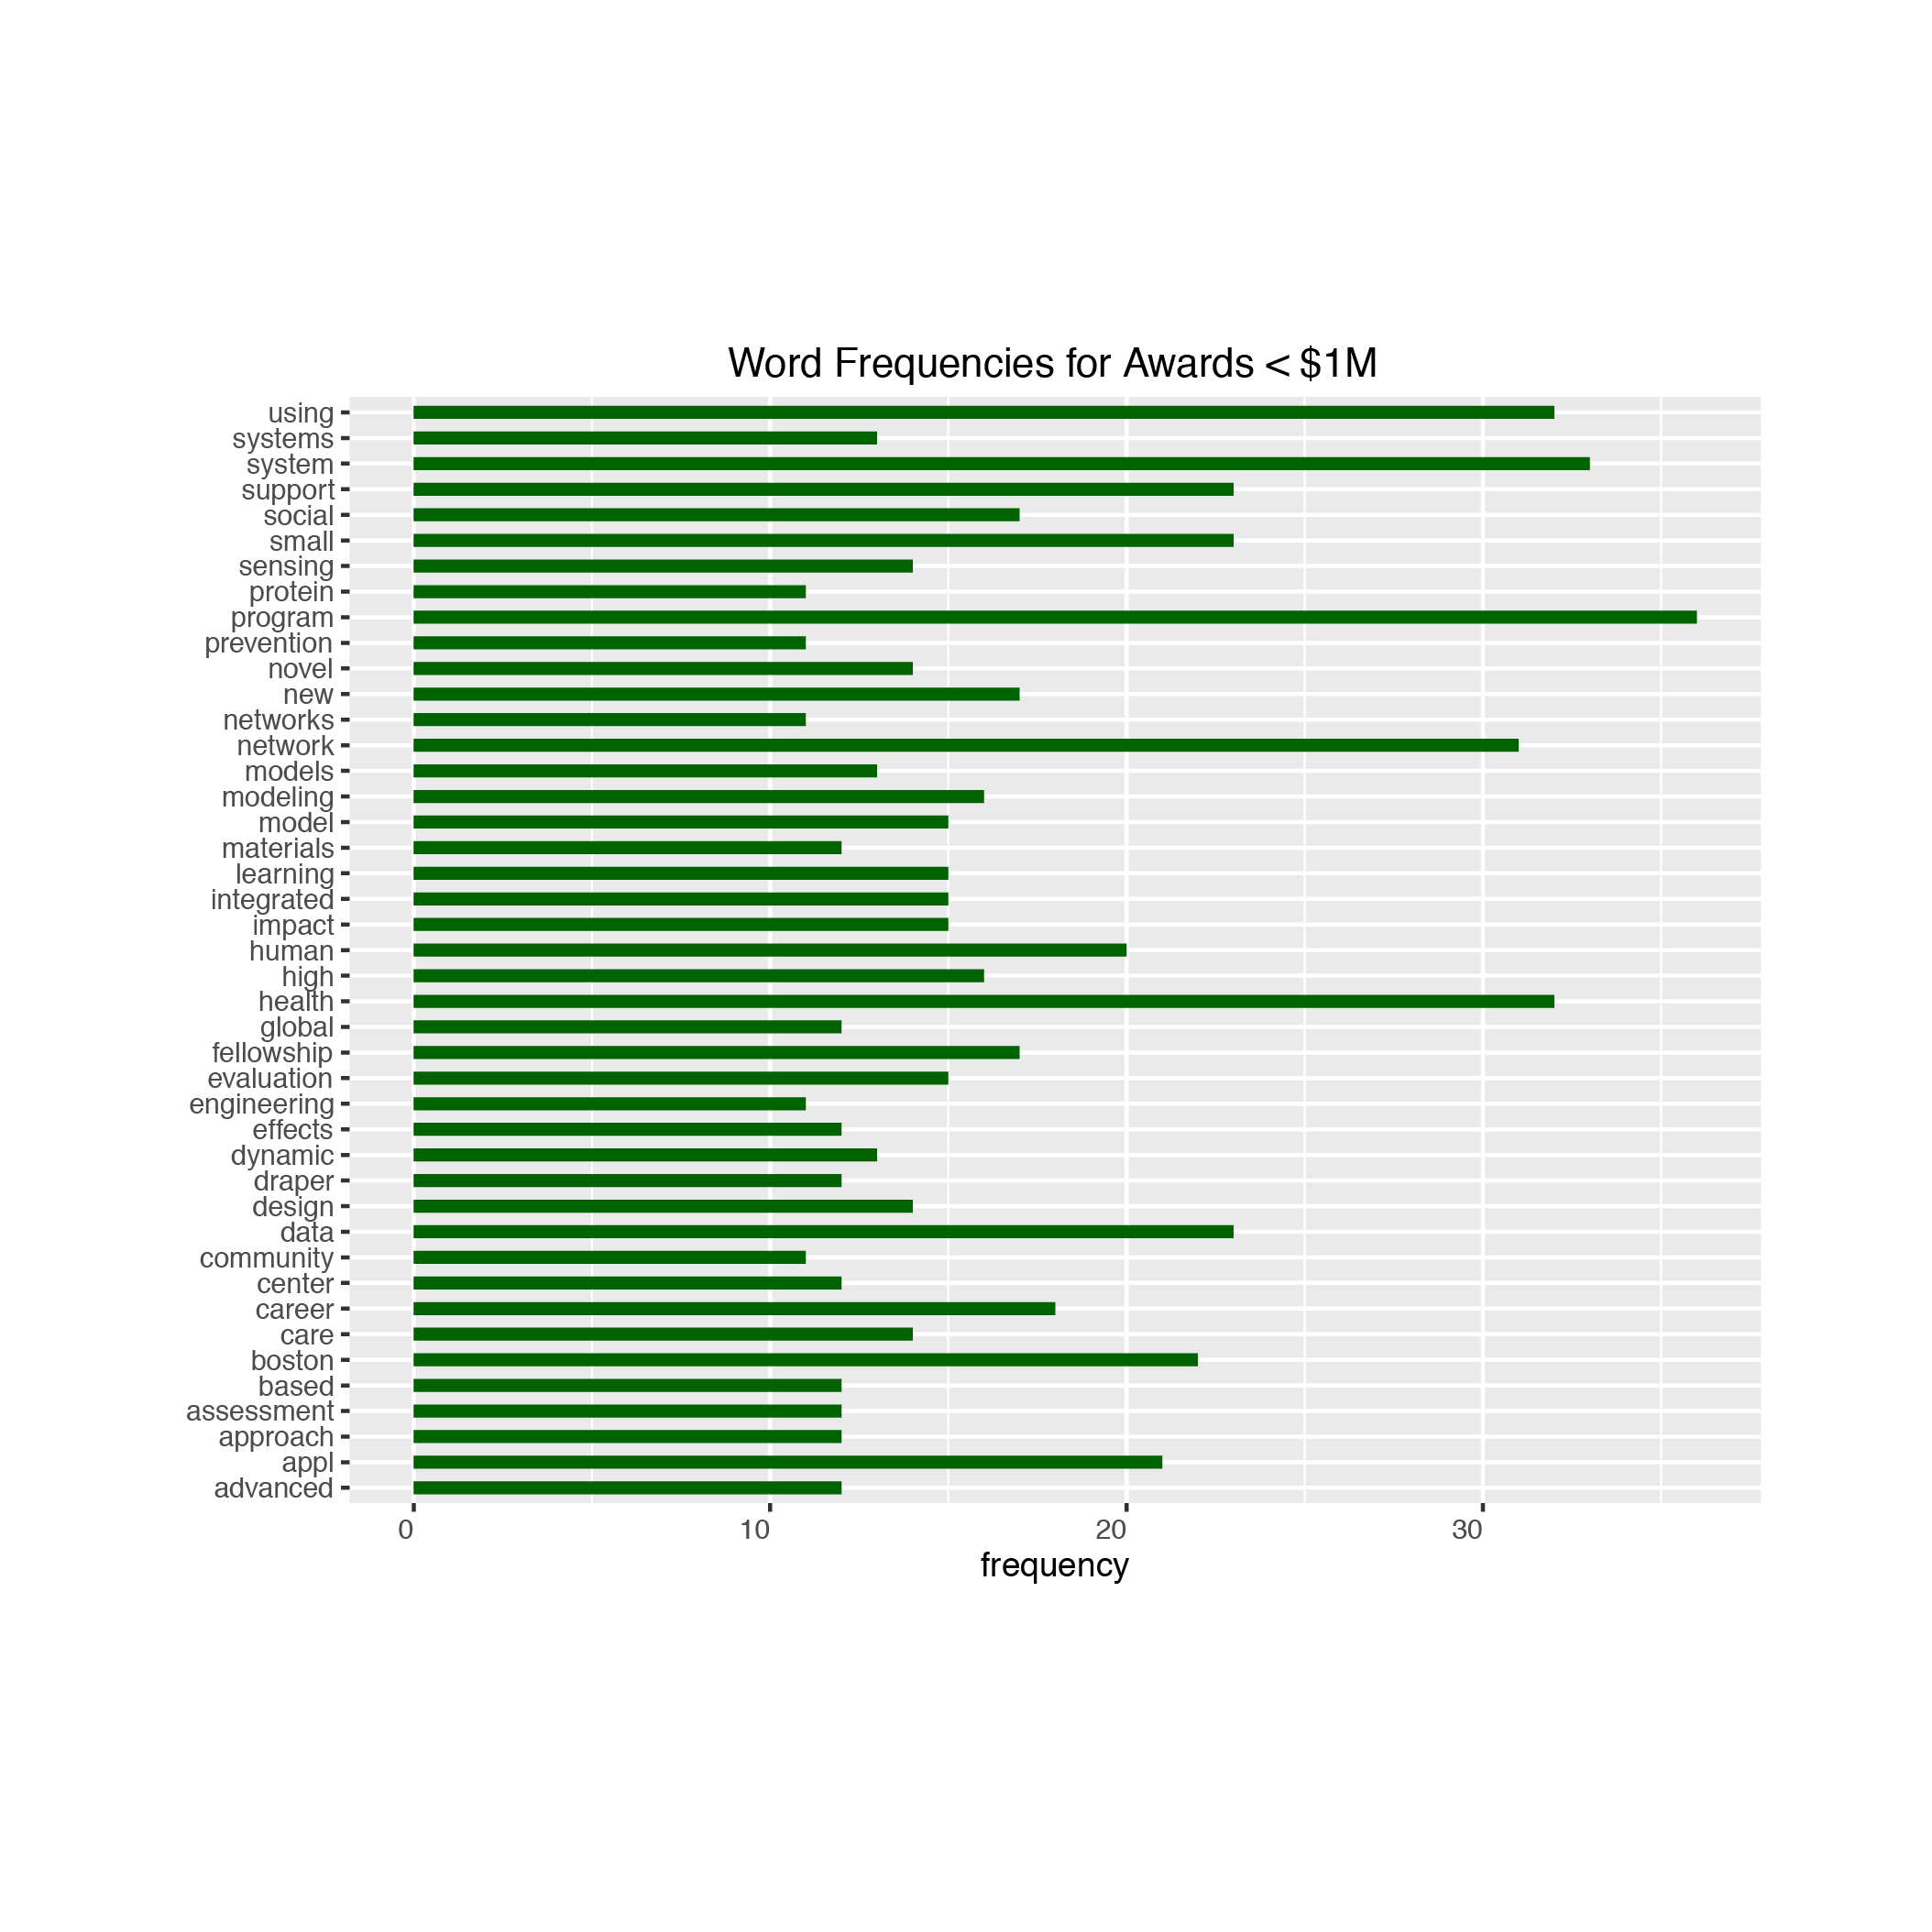 Word Frequencies for Awards < $1M
using
systems
system
support
social
small
sensing
protein
program
prevention
novel
new
networks
network
models
modeling
model
materials
learning
integrated
impact
human
high
health
global
fellowship
evaluation
engineering
effects
dynamic
draper
design
data
community
center
career
care
boston
based
assessment
approach
appl
advanced
0 10 20 30
frequency